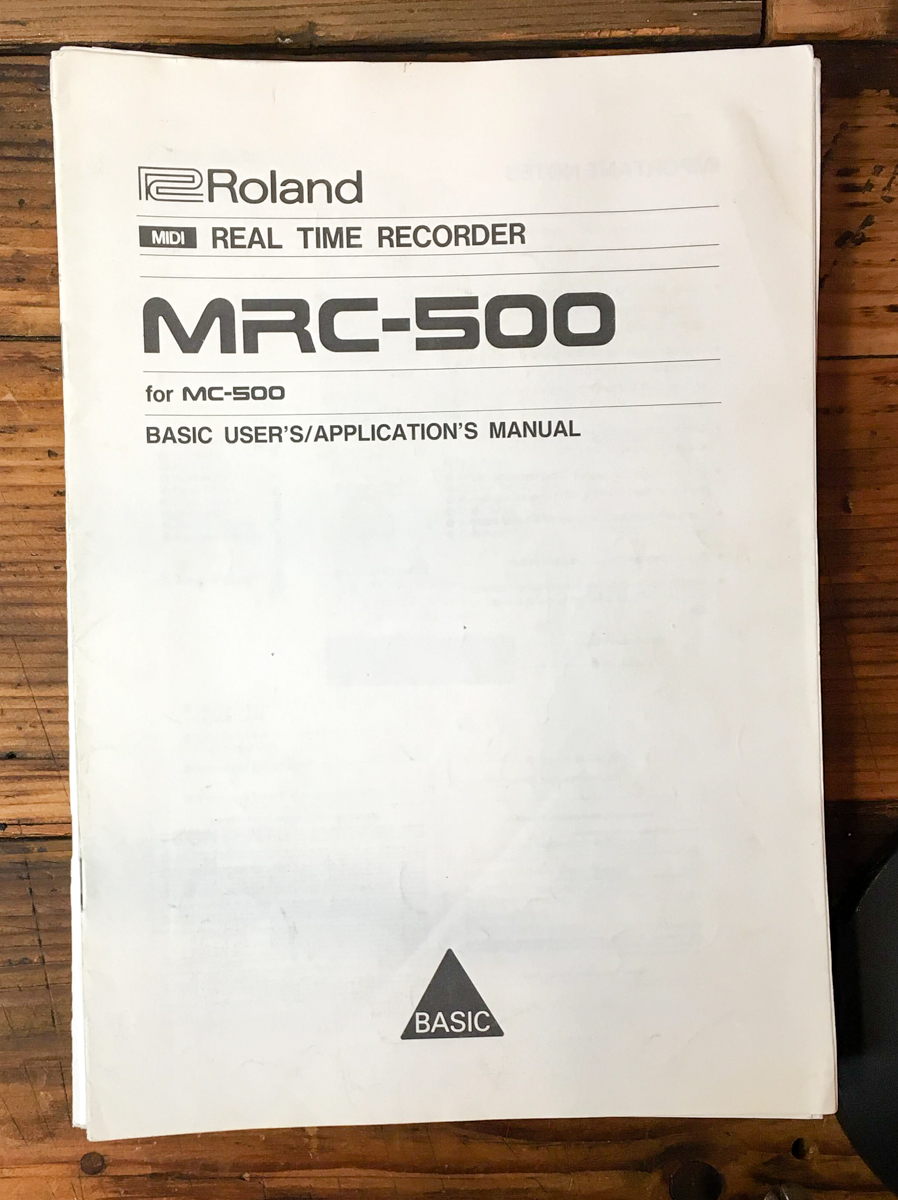 Roland
MIDI REAL TIME RECORDER
MRC-500
for MC-500
BASIC USER'S/APPLICATION'S MANUAL
BASIC